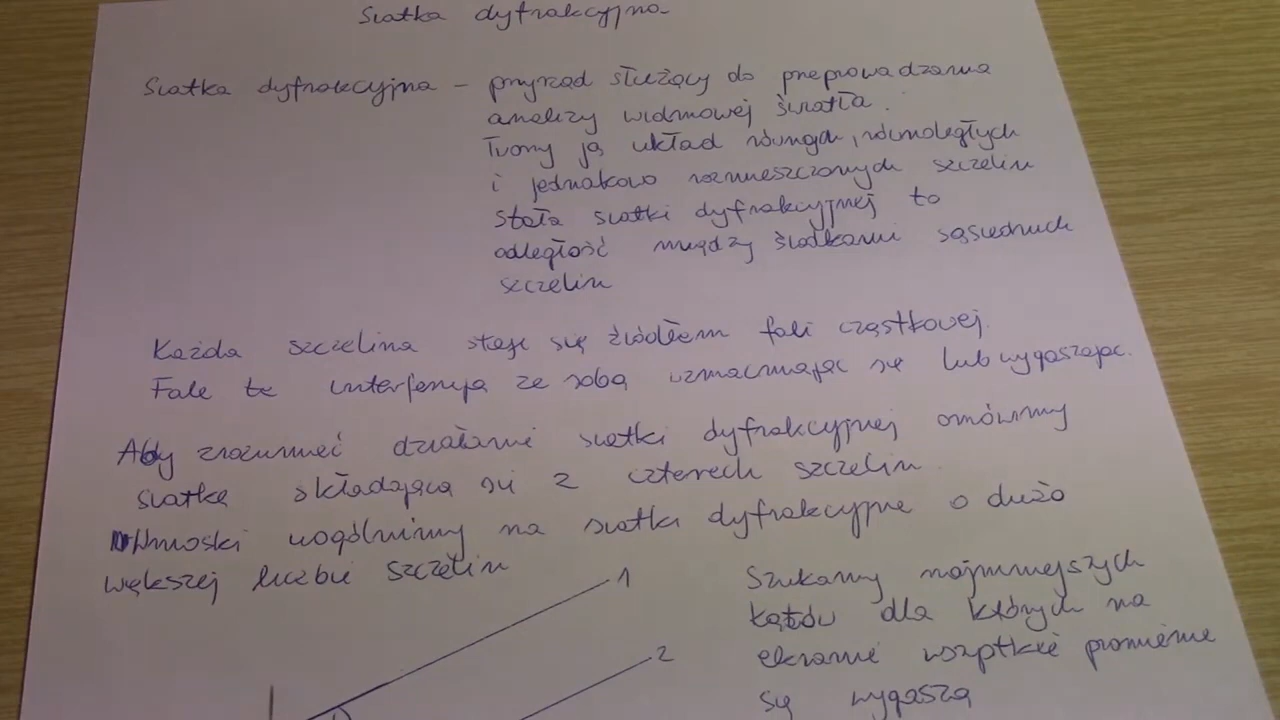 Siatka dyfrakcyjna
Siatka dyfrakcyjna – przyrząd służący do przeprowadzania
analizy widmowej światła.
Tworzy ją układ równych, równoległych
i jednakowo rozmieszczonych szczelin
stała siatki dyfrakcyjnej to
odległość między środkami sąsiednich
szczelin
Każda szczelina staje się źródłem fali cząstkowej.
Fale te interferują ze sobą wzmacniając się lub wygaszając.
Aby zrozumieć działanie siatki dyfrakcyjnej omówimy
siatkę składającą się z czterech szczelin
Wnioski uogólnimy na siatki dyfrakcyjne o dużo
większej liczbie szczelin
1
2
Szukamy najmniejszych
kątów dla których na
ekranie wszystkie promienie
się wygaszą